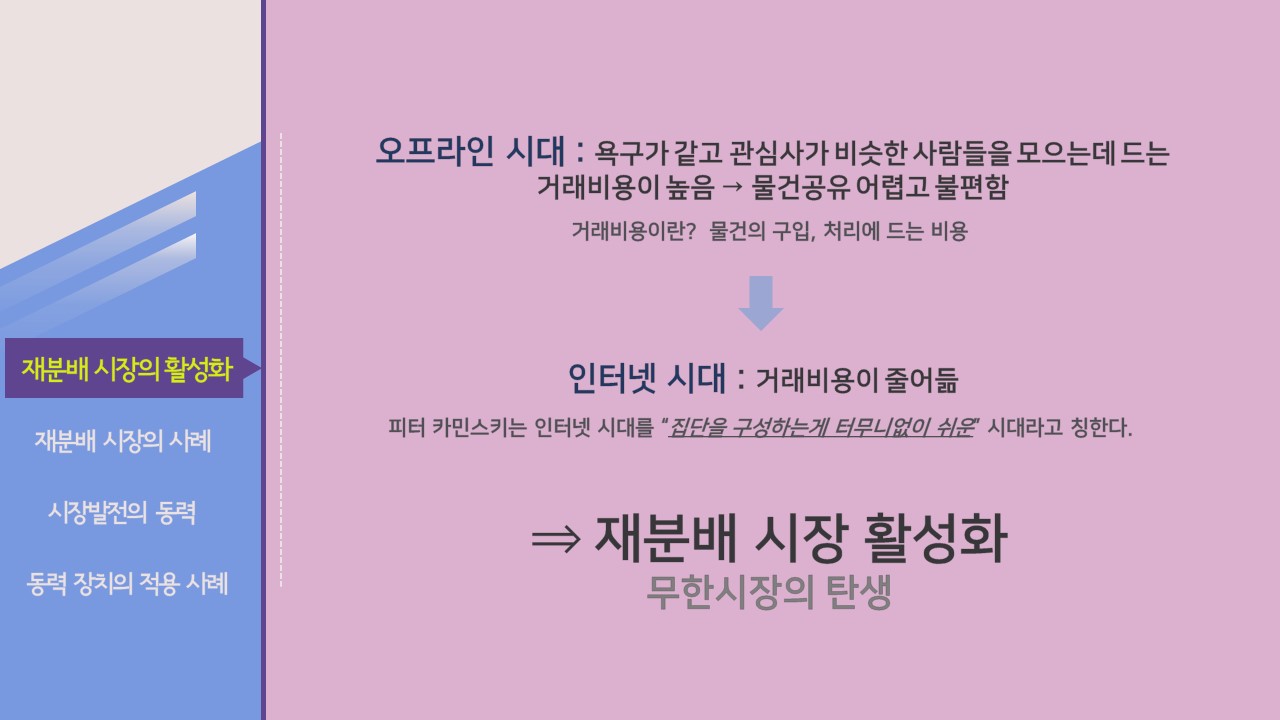 재분배 시장의 활성화
재분배 시장의 사례
시장발전의 동력
동력 장치의 적용 사례
오프라인 시대 : 욕구가 같고 관심사가 비슷한 사람들을 모으는데 드는
거래비용이 높음 → 물건공유 어렵고 불편함
거래비용이란? 물건의 구입, 처리에 드는 비용
인터넷 시대 : 거래비용이 줄어듦
피터 카민스키는 인터넷 시대를 “집단을 구성하는게 터무니없이 쉬운” 시대라고 칭한다.
⇒ 재분배 시장 활성화
무한시장의 탄생